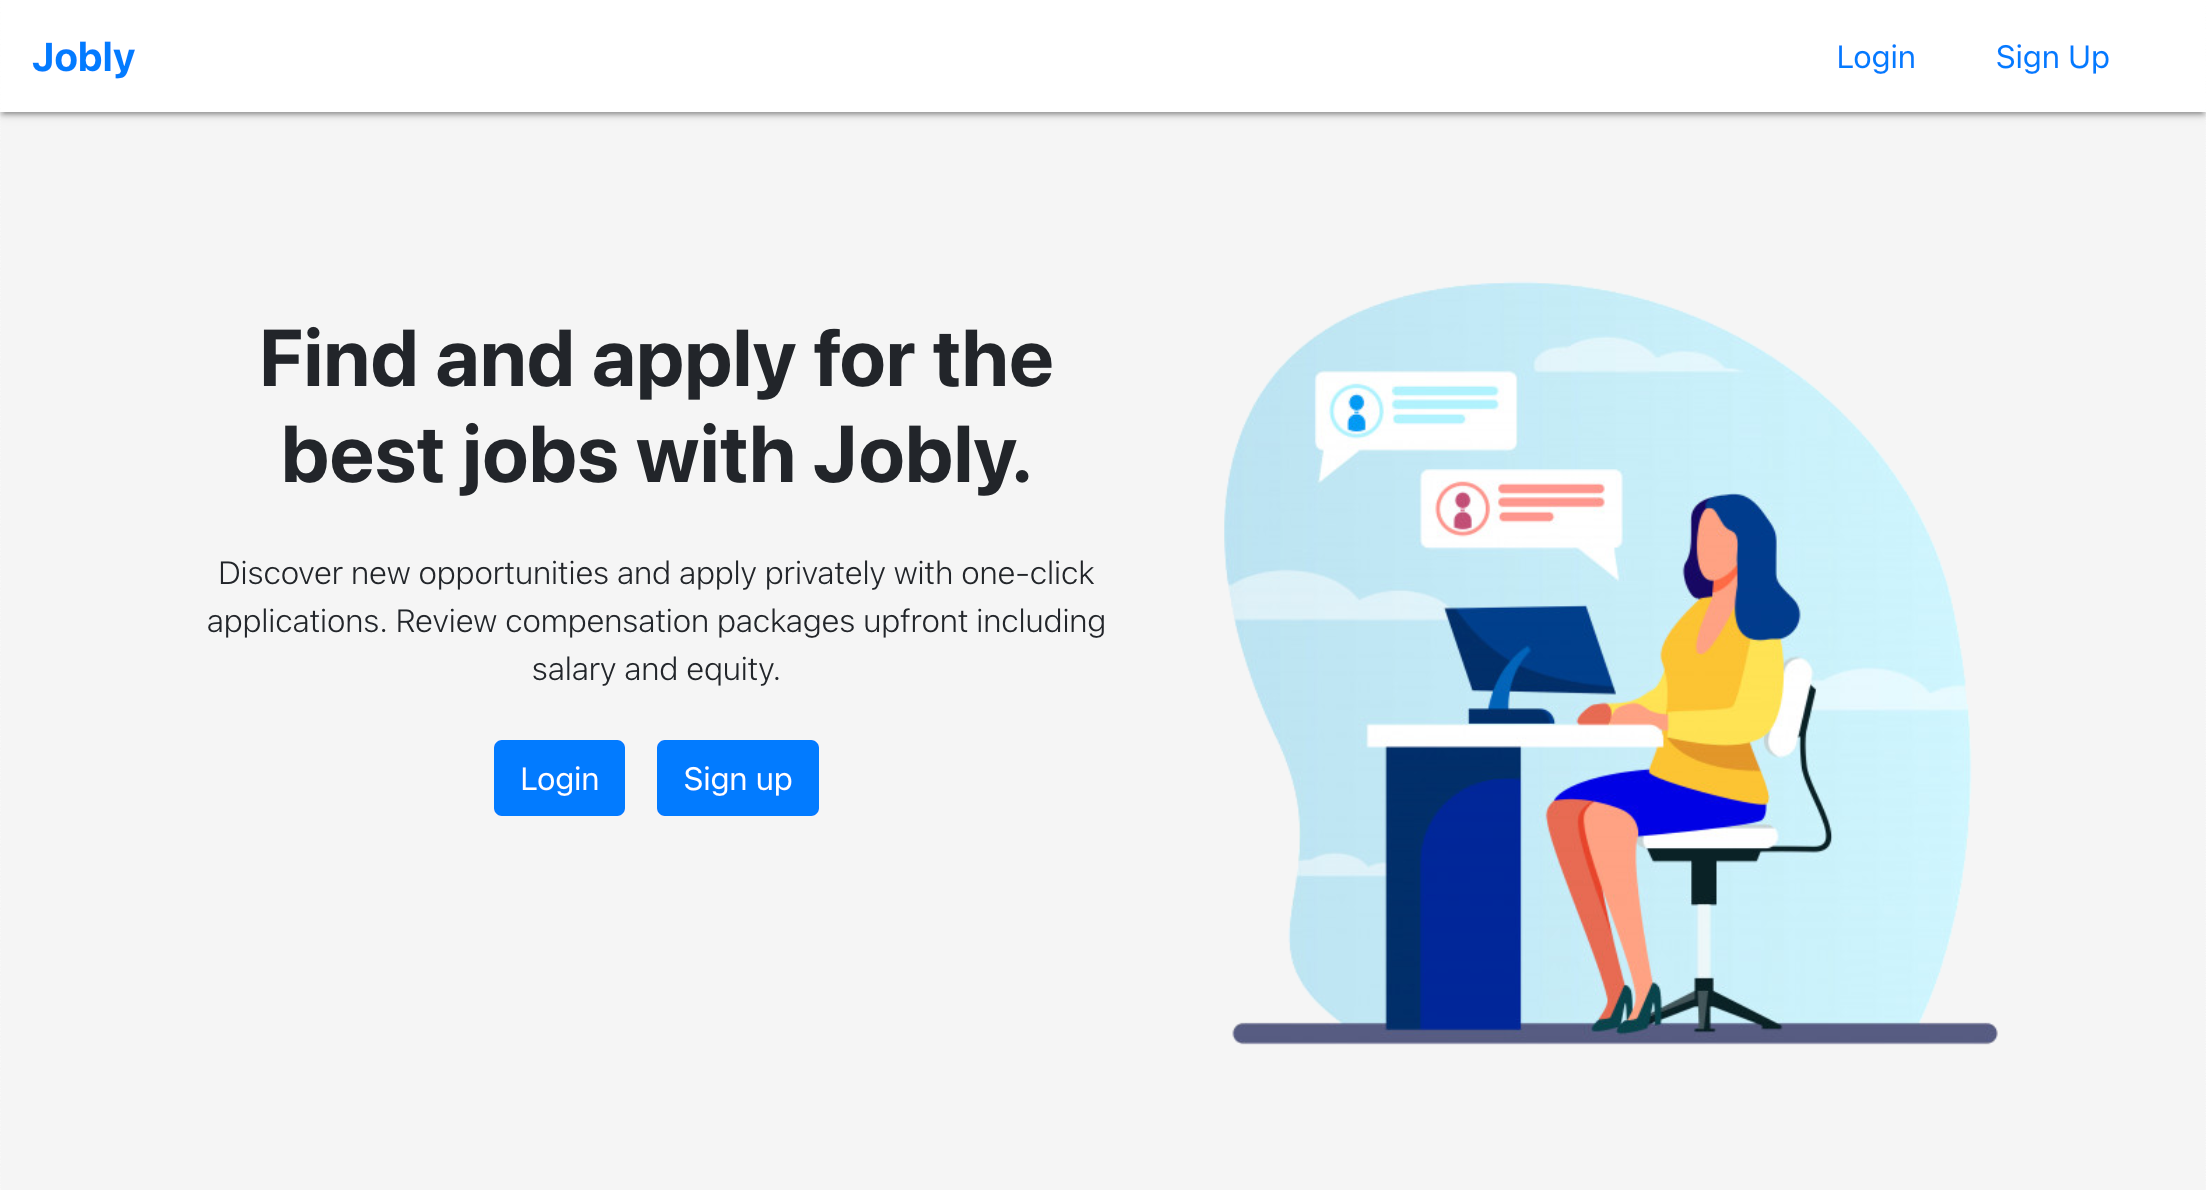 Jobly
Login
Sign Up
Find and apply for the
best jobs with Jobly.
Discover new opportunities and apply privately with one-click
applications. Review compensation packages upfront including
salary and equity.
Login
Sign up